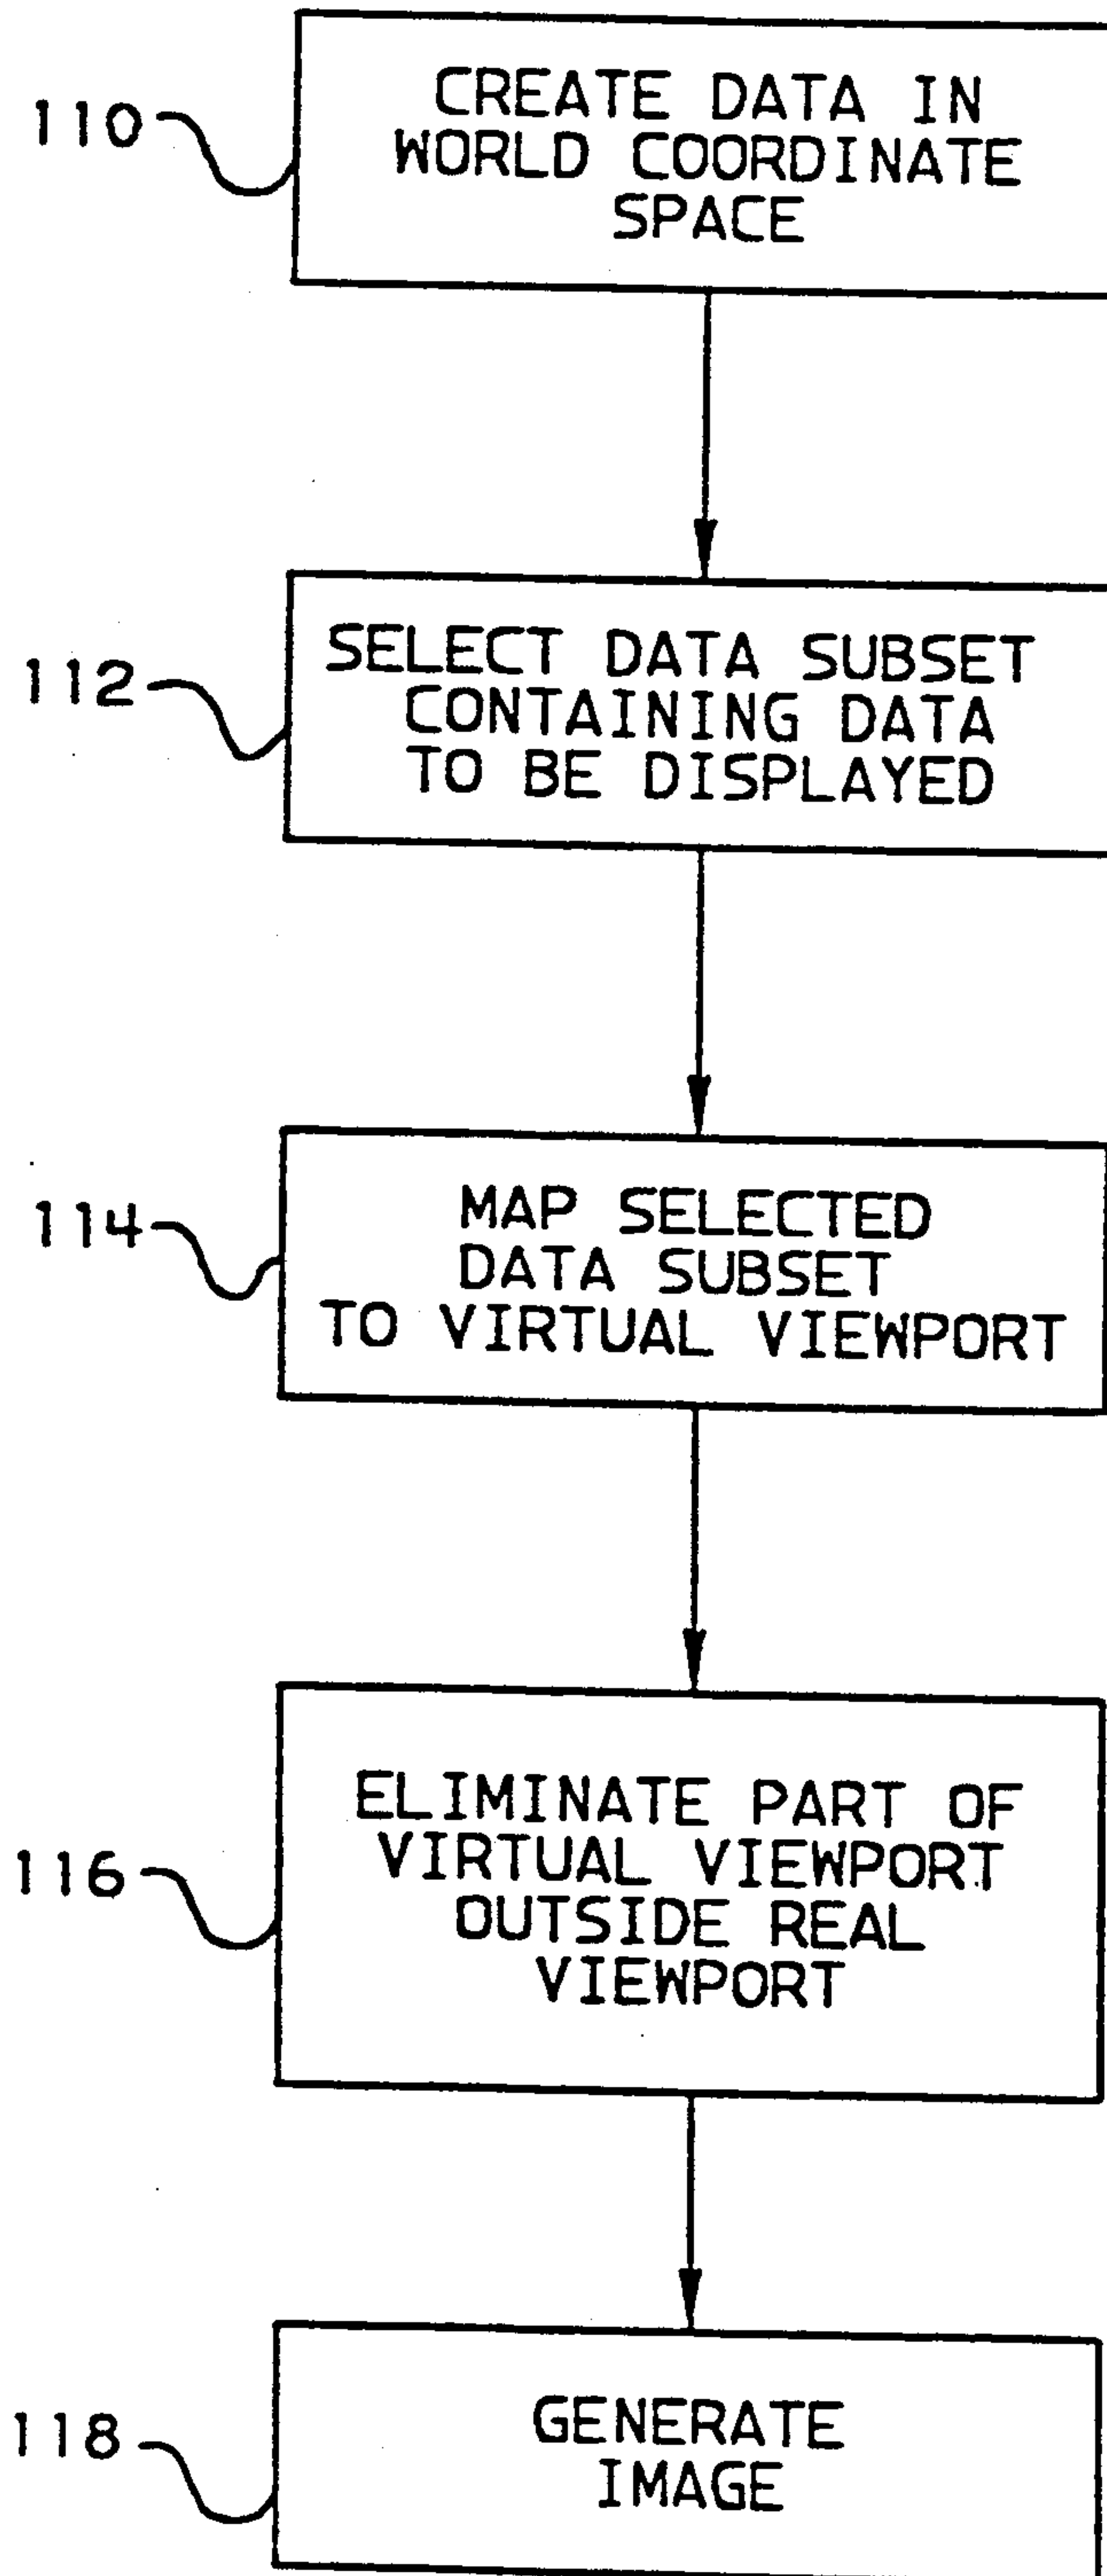 110
CREATE DATA IN
WORLD COORDINATE
SPACE
112
SELECT DATA SUBSET
CONTAINING DATA
TO BE DISPLAYED
114
MAP SELECTED
DATA SUBSET
TO VIRTUAL VIEWPORT
116
ELIMINATE PART OF
VIRTUAL VIEWPORT
OUTSIDE REAL
VIEWPORT
118
GENERATE
IMAGE